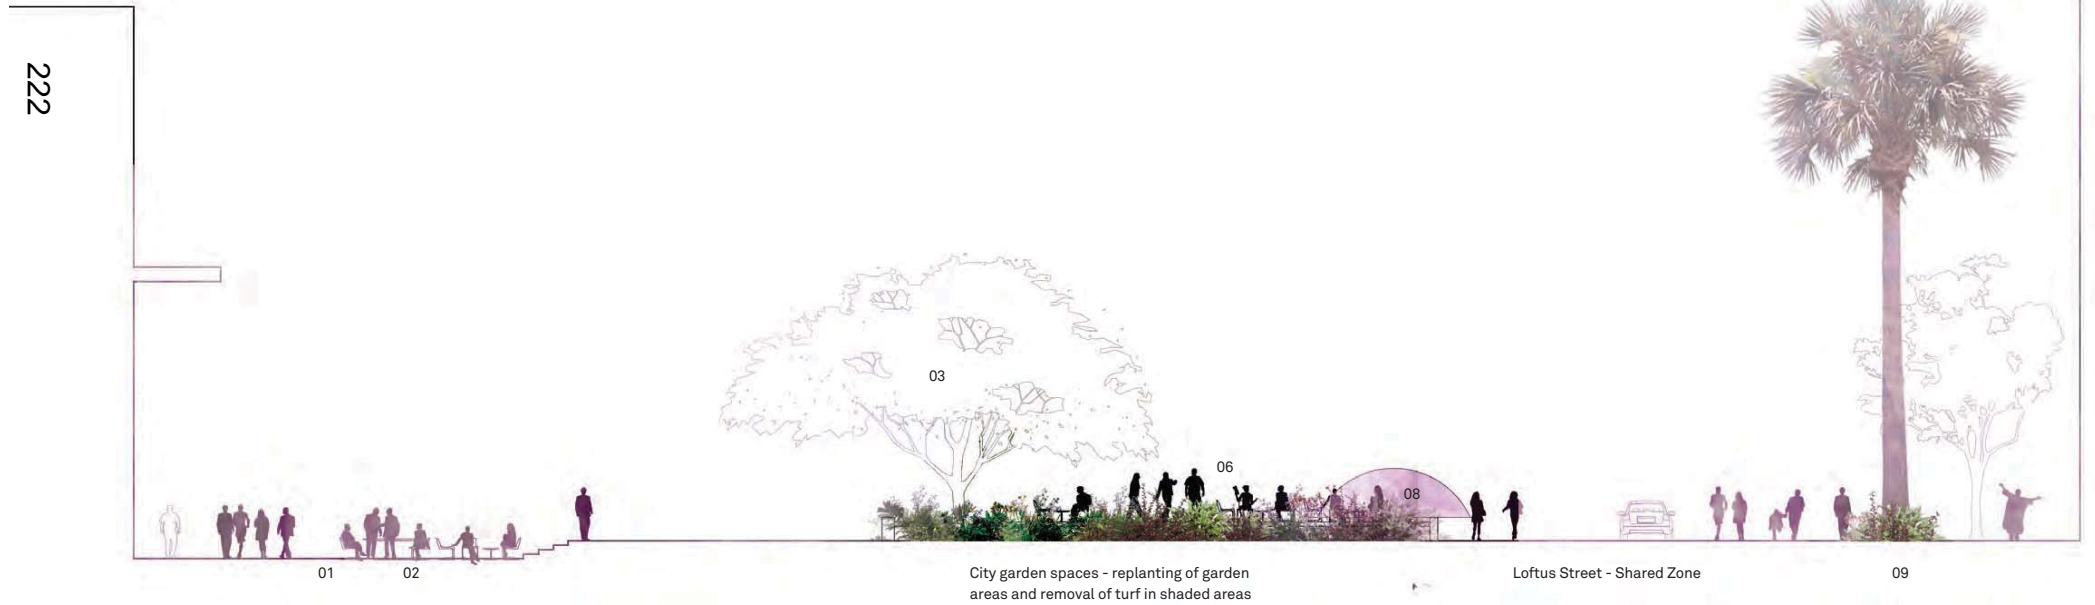 222
03
06
08
01
02
City garden spaces - replanting of garden
areas and removal of turf in shaded areas
Loftus Street - Shared Zone
09